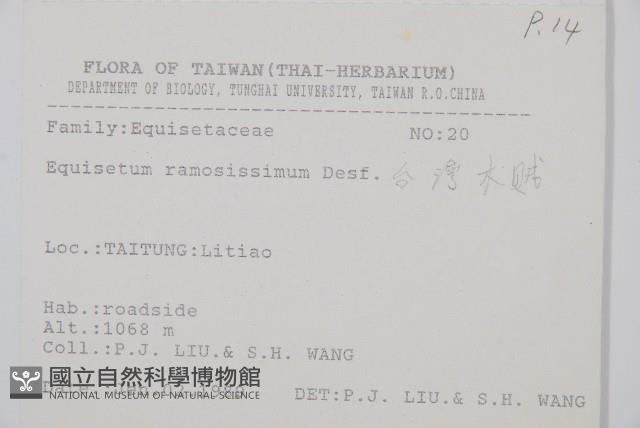 P.14
FLORA OF TAIWAN(THAI-HERBARIUM)
DEPARTMENT OF BIOLOGY, TUNGHAI UNIVERSITY, TAIWAN R.O.CHINA
Family:Equisetaceae NO:20
Equisetum ramosissimum Desf. 台灣木賊
Loc.:TAITUNG:Litiao
Hab.:roadside
Alt.:1068 m
Coll.:P.J. LIU.& S.H. WANG
DET:P.J. LIU.& S.H. WANG
國立自然科學博物館
NATIONAL MUSEUM OF NATURAL SCIENCE